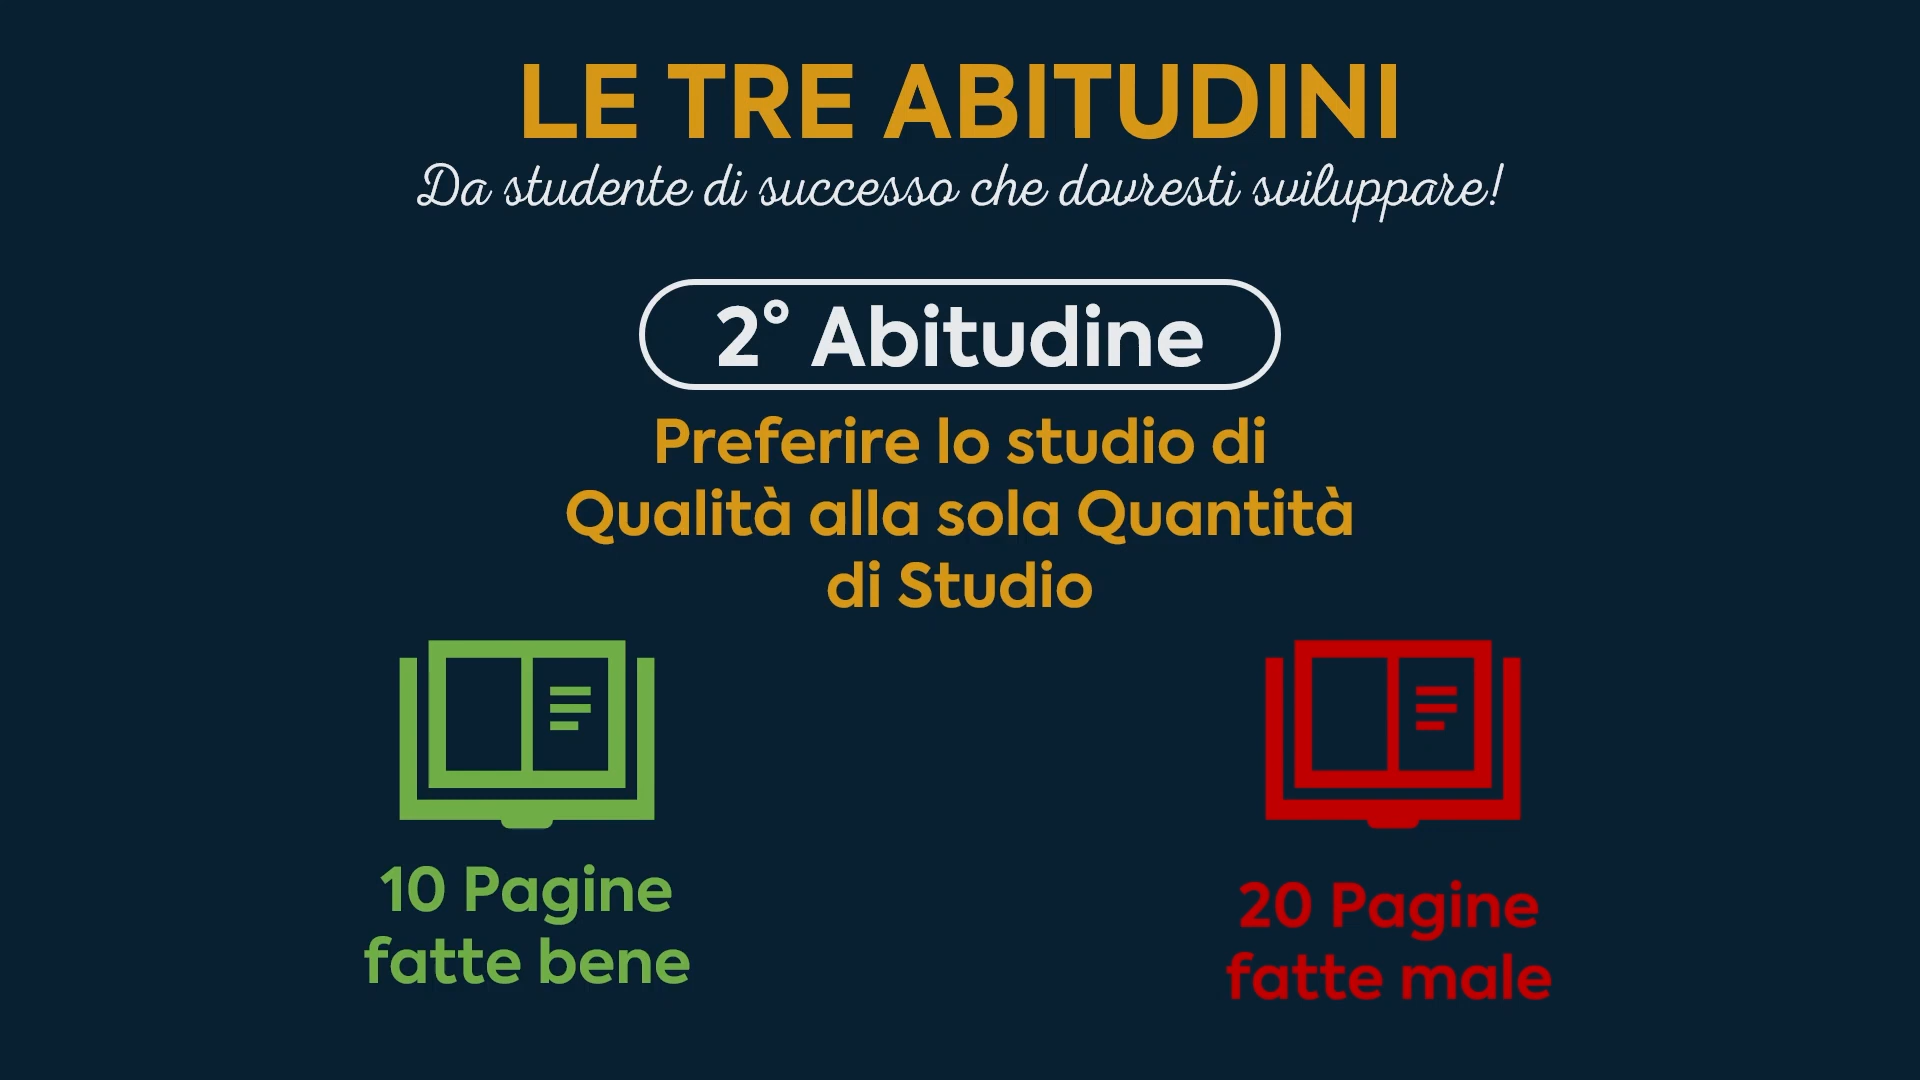 LE TRE ABITUDINI
Da studente di successo che dovresti sviluppare!
2° Abitudine
Preferire lo studio di
Qualità alla sola Quantità
di Studio
10 Pagine
fatte bene
20 Pagine
fatte male